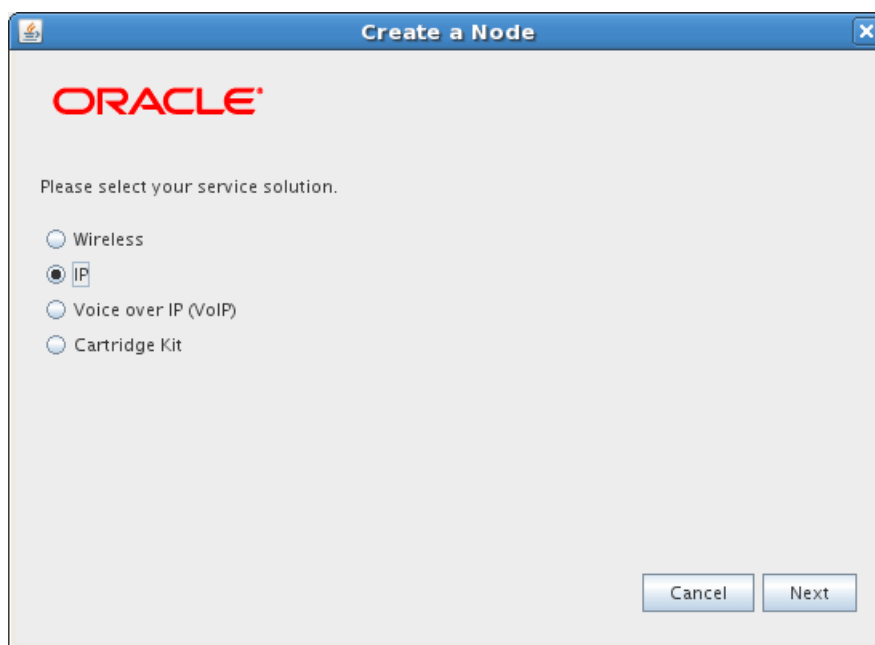 Create a Node
ORACLE®
Please select your service solution.
Wireless
IP
Voice over IP (VoIP)
Cartridge Kit
Cancel Next